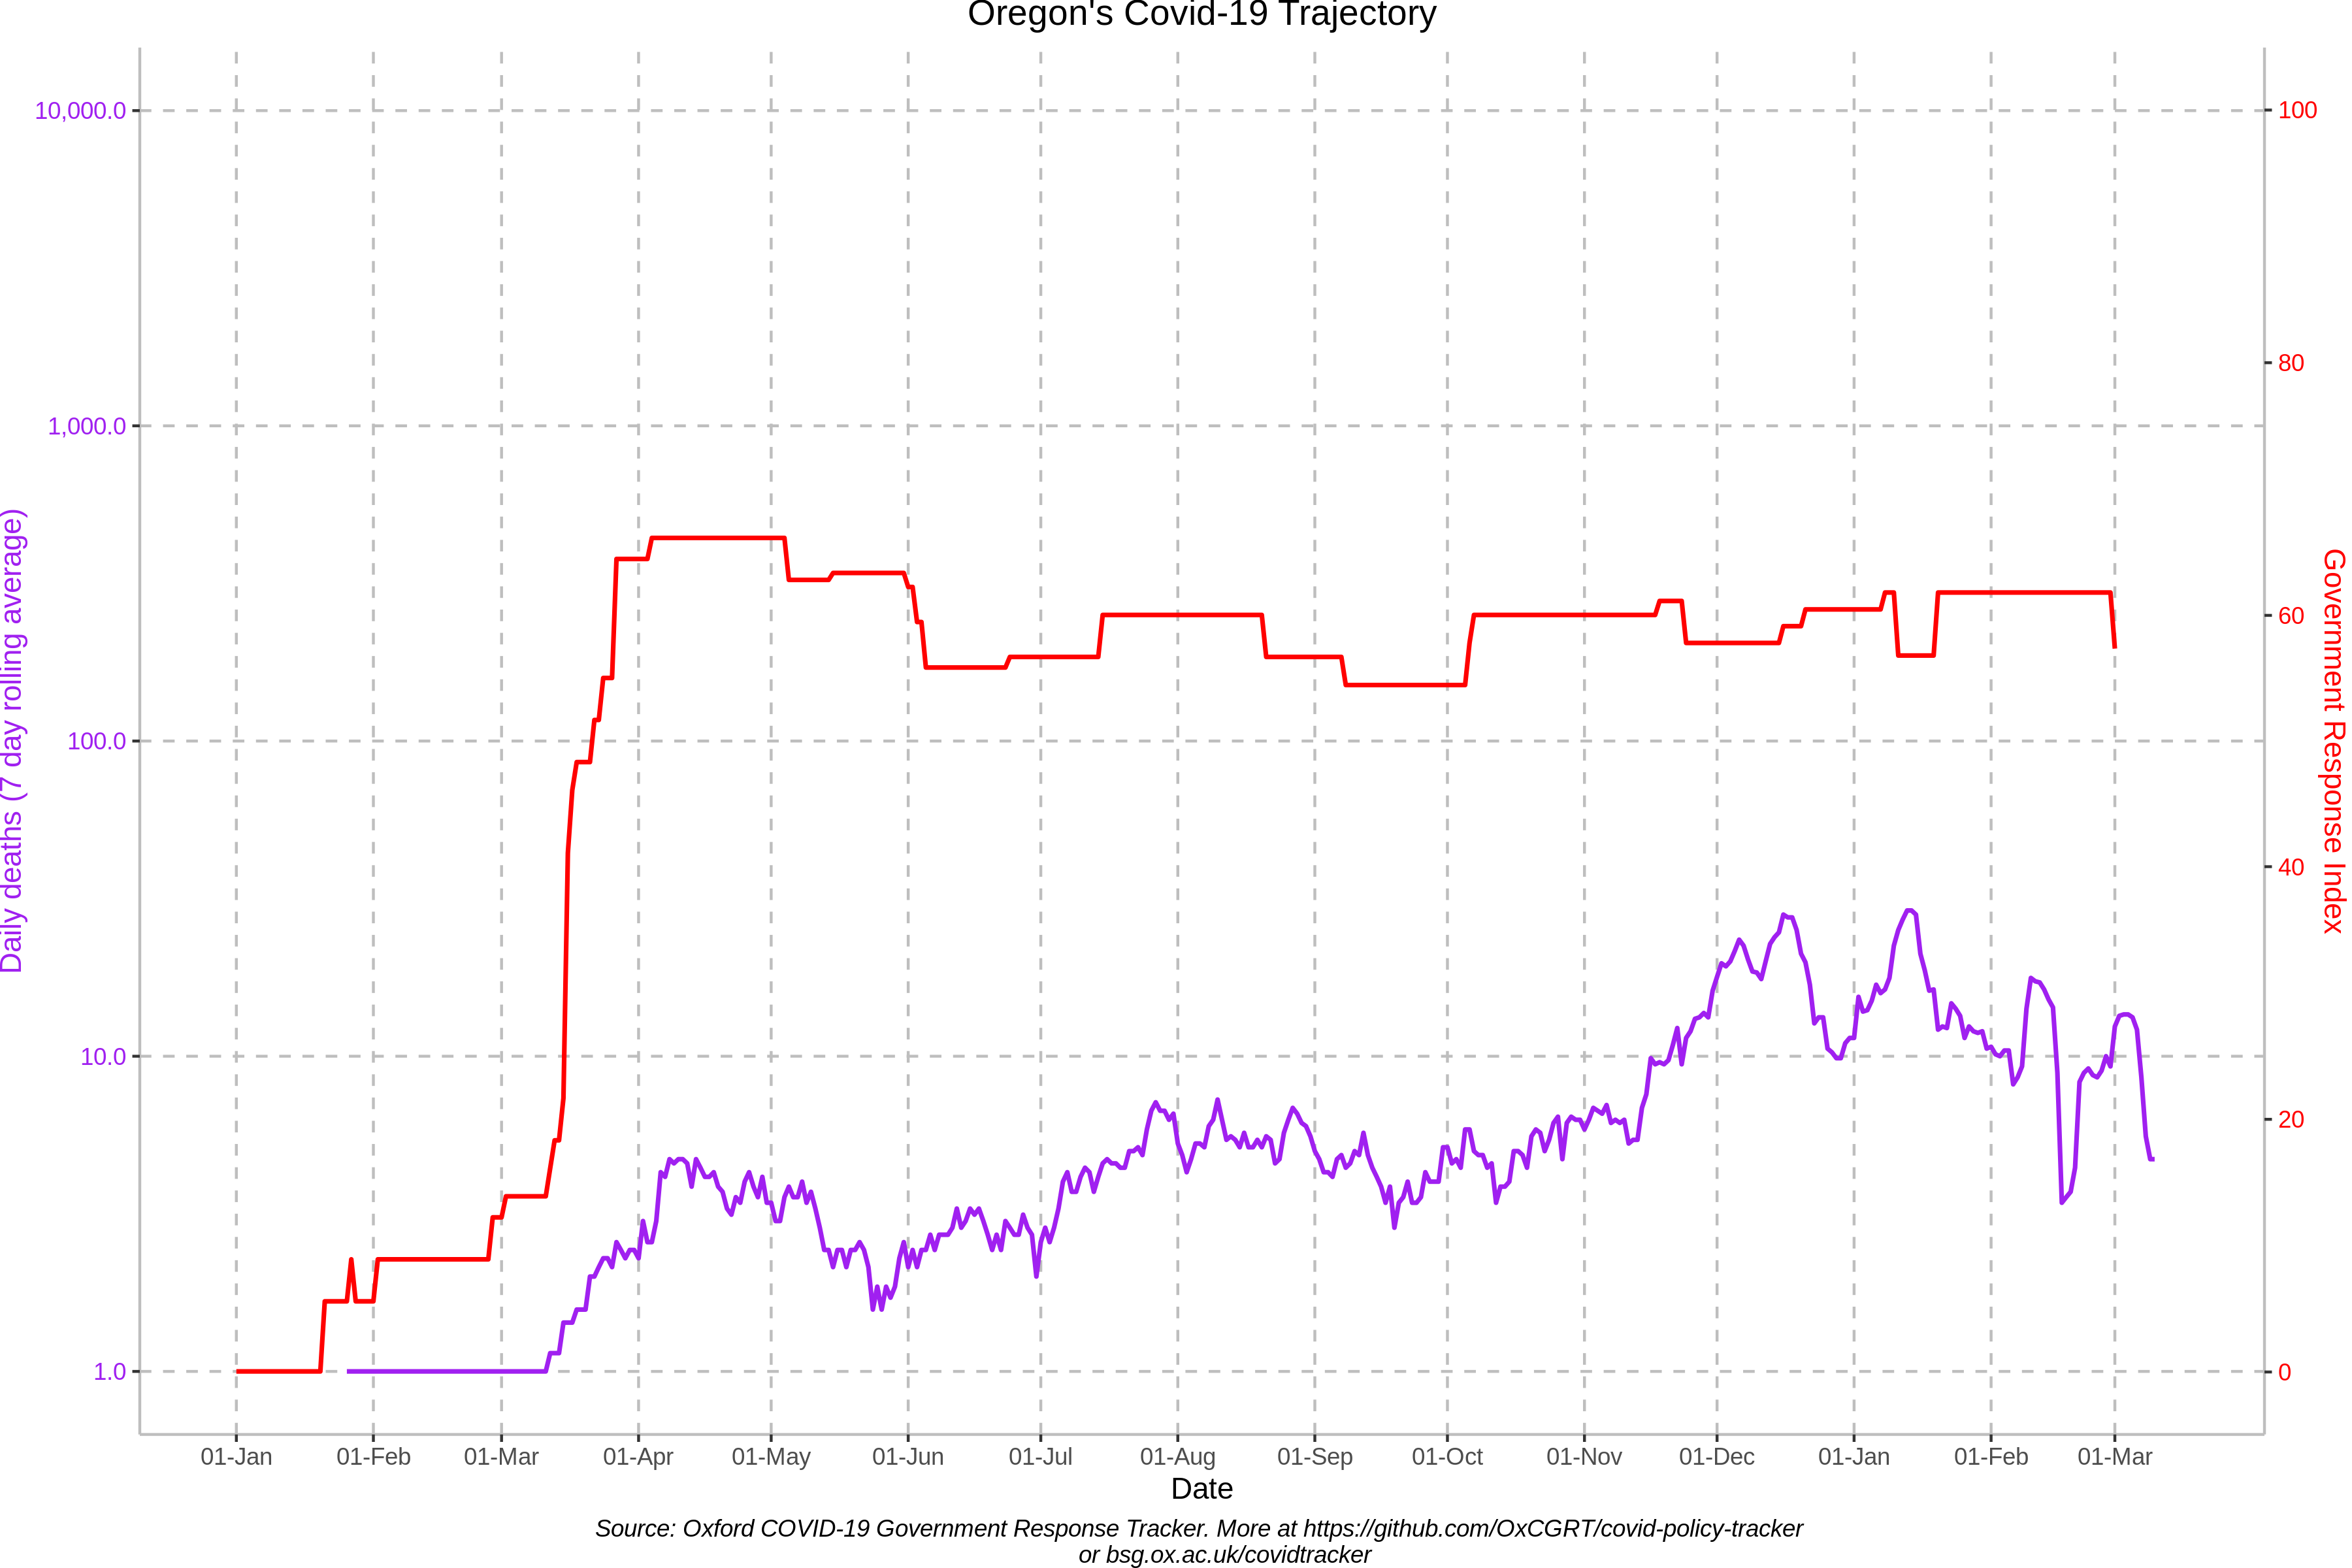 Oregon's Covid-19 Trajectory
10,000.0
1,000.0
100.0
10.0
1.0
Daily deaths (7 day rolling average)
100
80
60
40
20
0
Government Response Index
01-Jan 01-Feb 01-Mar 01-Apr 01-May 01-Jun 01-Jul 01-Aug 01-Sep 01-Oct 01-Nov 01-Dec 01-Jan 01-Feb 01-Mar
Date
Source: Oxford COVID-19 Government Response Tracker. More at https://github.com/OxCGRT/covid-policy-tracker
or bsg.ox.ac.uk/covidtracker